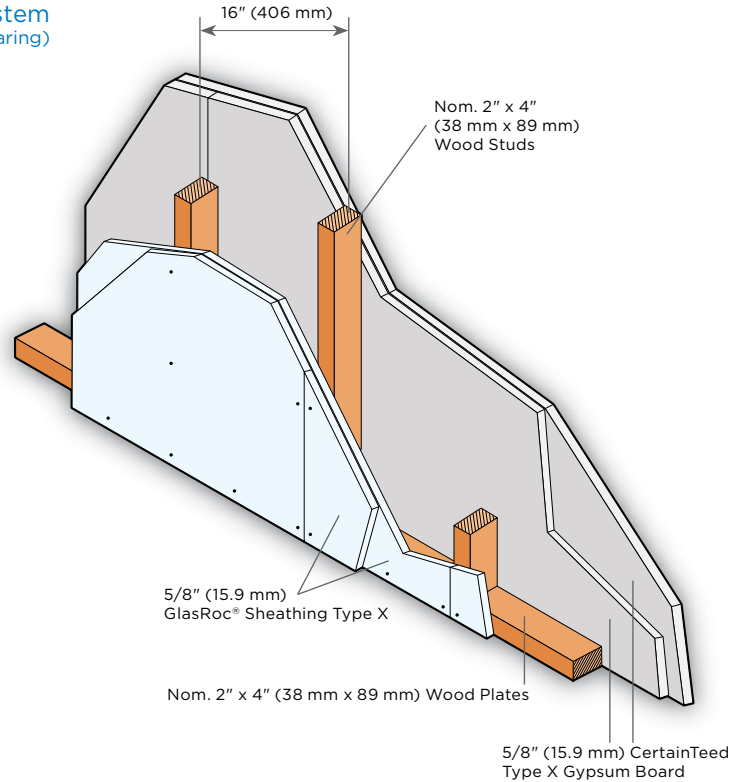 16" (406 mm)
Nom. 2" x 4"
(38 mm x 89 mm)
Wood Studs
5/8" (15.9 mm)
GlasRoc® Sheathing Type X
Nom. 2" x 4" (38 mm x 89 mm) Wood Plates
5/8" (15.9 mm) CertainTeed
Type X Gypsum Board